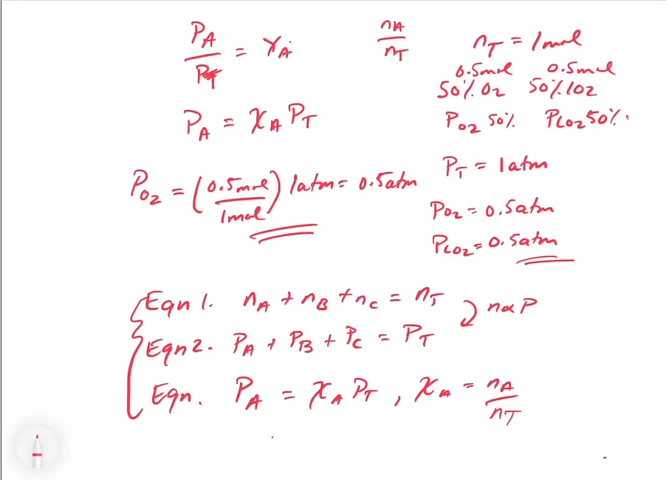 P_A / P_T = X_A
n_A / n_T
P_A = X_A P_T
P_O2 = (0.5mol / 1mol) 1atm = 0.5atm
n_T = 1mol
0.5mol 0.5mol
50% O2 50% CO2
P_O2 50% P_CO2 50%
P_T = 1atm
P_O2 = 0.5atm
P_CO2 = 0.5atm
Eqn 1. n_A + n_B + n_C = n_T
n α P
Eqn 2. P_A + P_B + P_C = P_T
Eqn. P_A = X_A P_T , X_A = n_A / n_T